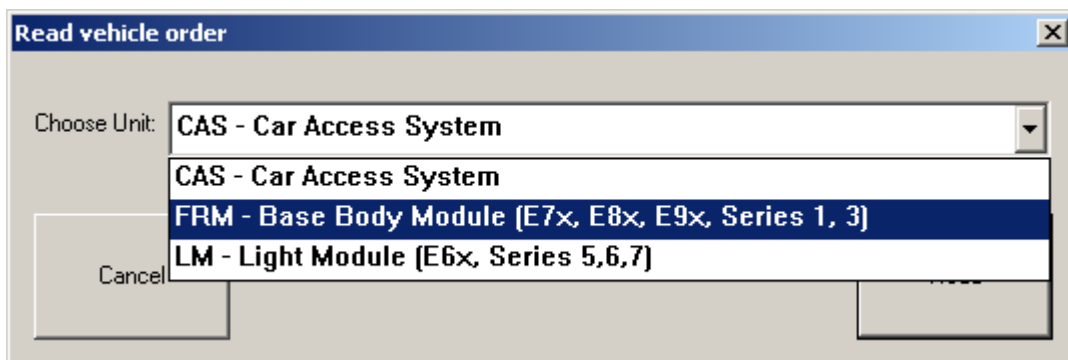 Read vehicle order
Choose Unit: CAS - Car Access System
CAS - Car Access System
FRM - Base Body Module (E7x, E8x, E9x, Series 1, 3)
LM - Light Module (E6x, Series 5,6,7)
Cancel